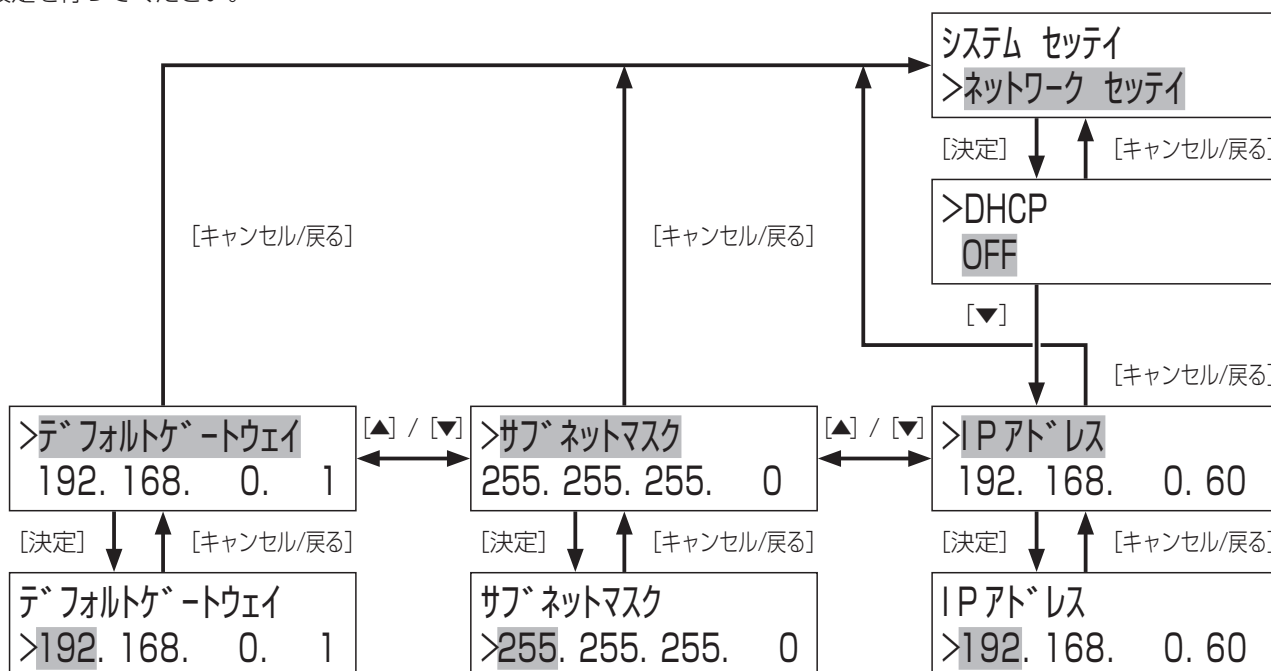 システム セッテイ
>ネットワーク セッテイ
[決定]
[キャンセル/戻る]
>DHCP
OFF
[キャンセル/戻る]
[キャンセル/戻る]
[▼]
[キャンセル/戻る]
>デフォルトゲートウェイ
192. 168. 0. 1
[▲] / [▼]
>サブネットマスク
255. 255. 255. 0
[▲] / [▼]
>IPアドレス
192. 168. 0. 60
[決定]
[キャンセル/戻る]
[決定]
[キャンセル/戻る]
[決定]
[キャンセル/戻る]
デフォルトゲートウェイ
>192. 168. 0. 1
サブネットマスク
>255. 255. 255. 0
IPアドレス
>192. 168. 0. 60